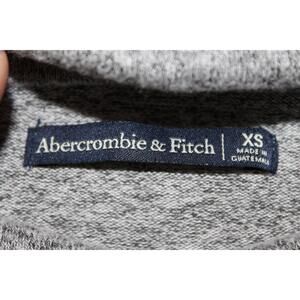 Abercrombie & Fitch
XS
MADE IN
GUATEMALA